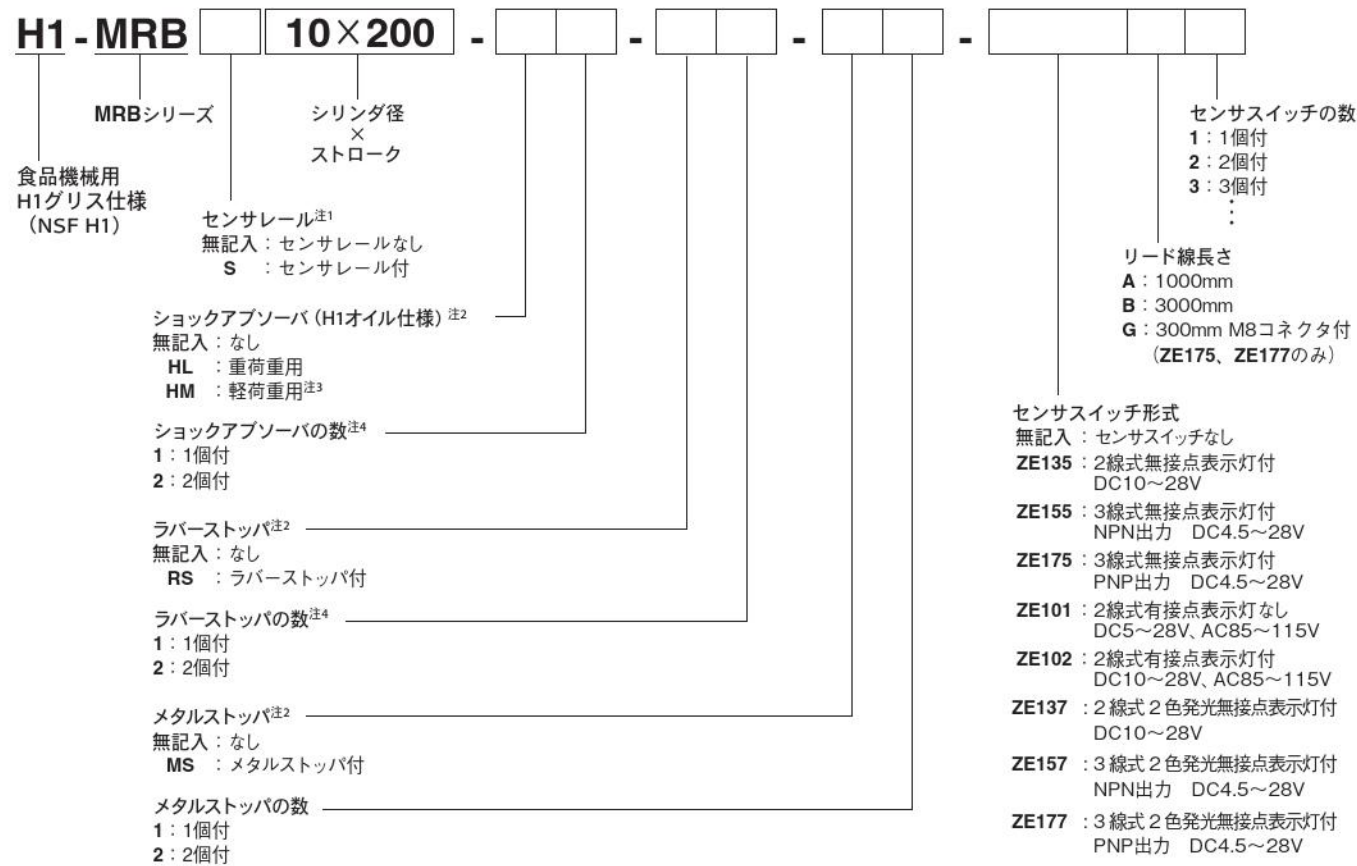 H1-MRB 10×200 - - - -
MRBシリーズ
シリンダ径
×
ストローク
食品機械用
H1グリス仕様
（NSF H1）
センサレール注1
無記入：センサレールなし
S ：センサレール付
ショックアブソーバ（H1オイル仕様）注2
無記入：なし
HL ：重荷重用
HM ：軽荷重用注3
ショックアブソーバの数注4
1：1個付
2：2個付
ラバーストッパ注2
無記入：なし
RS ：ラバーストッパ付
ラバーストッパの数注4
1：1個付
2：2個付
メタルストッパ注2
無記入：なし
MS ：メタルストッパ付
メタルストッパの数
1：1個付
2：2個付
センサスイッチの数
1：1個付
2：2個付
3：3個付
⋮
リード線長さ
A：1000mm
B：3000mm
G：300mm M8コネクタ付
（ZE175、ZE177のみ）
センサスイッチ形式
無記入：センサスイッチなし
ZE135：2線式無接点表示灯付
DC10〜28V
ZE155：3線式無接点表示灯付
NPN出力　DC4.5〜28V
ZE175：3線式無接点表示灯付
PNP出力　DC4.5〜28V
ZE101：2線式有接点表示灯なし
DC5〜28V、AC85〜115V
ZE102：2線式有接点表示灯付
DC10〜28V、AC85〜115V
ZE137 ：2線式2色発光無接点表示灯付
DC10〜28V
ZE157 ：3線式2色発光無接点表示灯付
NPN出力　DC4.5〜28V
ZE177 ：3線式2色発光無接点表示灯付
PNP出力　DC4.5〜28V